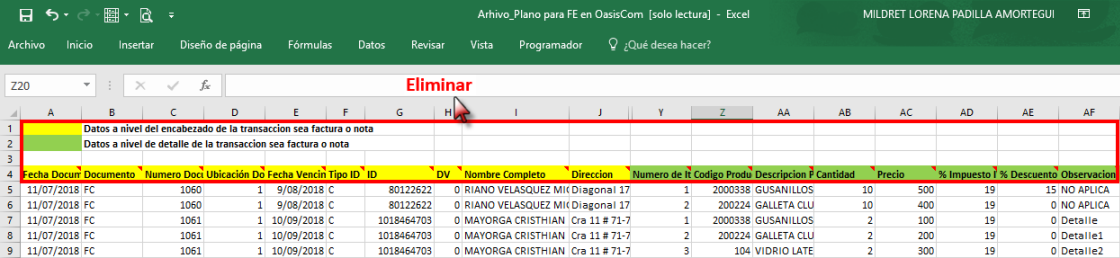 Arhivo_Plano para FE en OasisCom [solo lectura] - Excel
MILDRET LORENA PADILLA AMORTEGUI
Archivo Inicio Insertar Diseño de página Fórmulas Datos Revisar Vista Programador ¿Qué desea hacer?
Z20 fx
Eliminar
A B C D E F G H I J Y Z AA AB AC AD AE AF
1 Datos a nivel del encabezado de la transaccion sea factura o nota
2 Datos a nivel de detalle de la transaccion sea factura o nota
3
4 Fecha Docum Documento Numero Docu Ubicación Do Fecha Vencin Tipo ID ID DV Nombre Completo Direccion Numero de It Codigo Produ Descripcion P Cantidad Precio % Impuesto I % Descuento Observacion
5 11/07/2018 FC 1060 1 9/08/2018 C 80122622 0 RIANO VELASQUEZ MIC Diagonal 17 1 2000338 GUSANILLOS 10 500 19 15 NO APLICA
6 11/07/2018 FC 1060 1 9/08/2018 C 80122622 0 RIANO VELASQUEZ MIC Diagonal 17 2 200224 GALLETA CLU 10 400 19 0 NO APLICA
7 11/07/2018 FC 1061 1 10/09/2018 C 1018464703 0 MAYORGA CRISTHIAN Cra 11 # 71-7 1 2000338 GUSANILLOS 2 100 19 0 Detalle
8 11/07/2018 FC 1061 1 10/09/2018 C 1018464703 0 MAYORGA CRISTHIAN Cra 11 # 71-7 2 200224 GALLETA CLU 2 200 19 0 Detalle1
9 11/07/2018 FC 1061 1 10/09/2018 C 1018464703 0 MAYORGA CRISTHIAN Cra 11 # 71-7 3 104 VIDRIO LATE 2 300 19 0 Detalle2